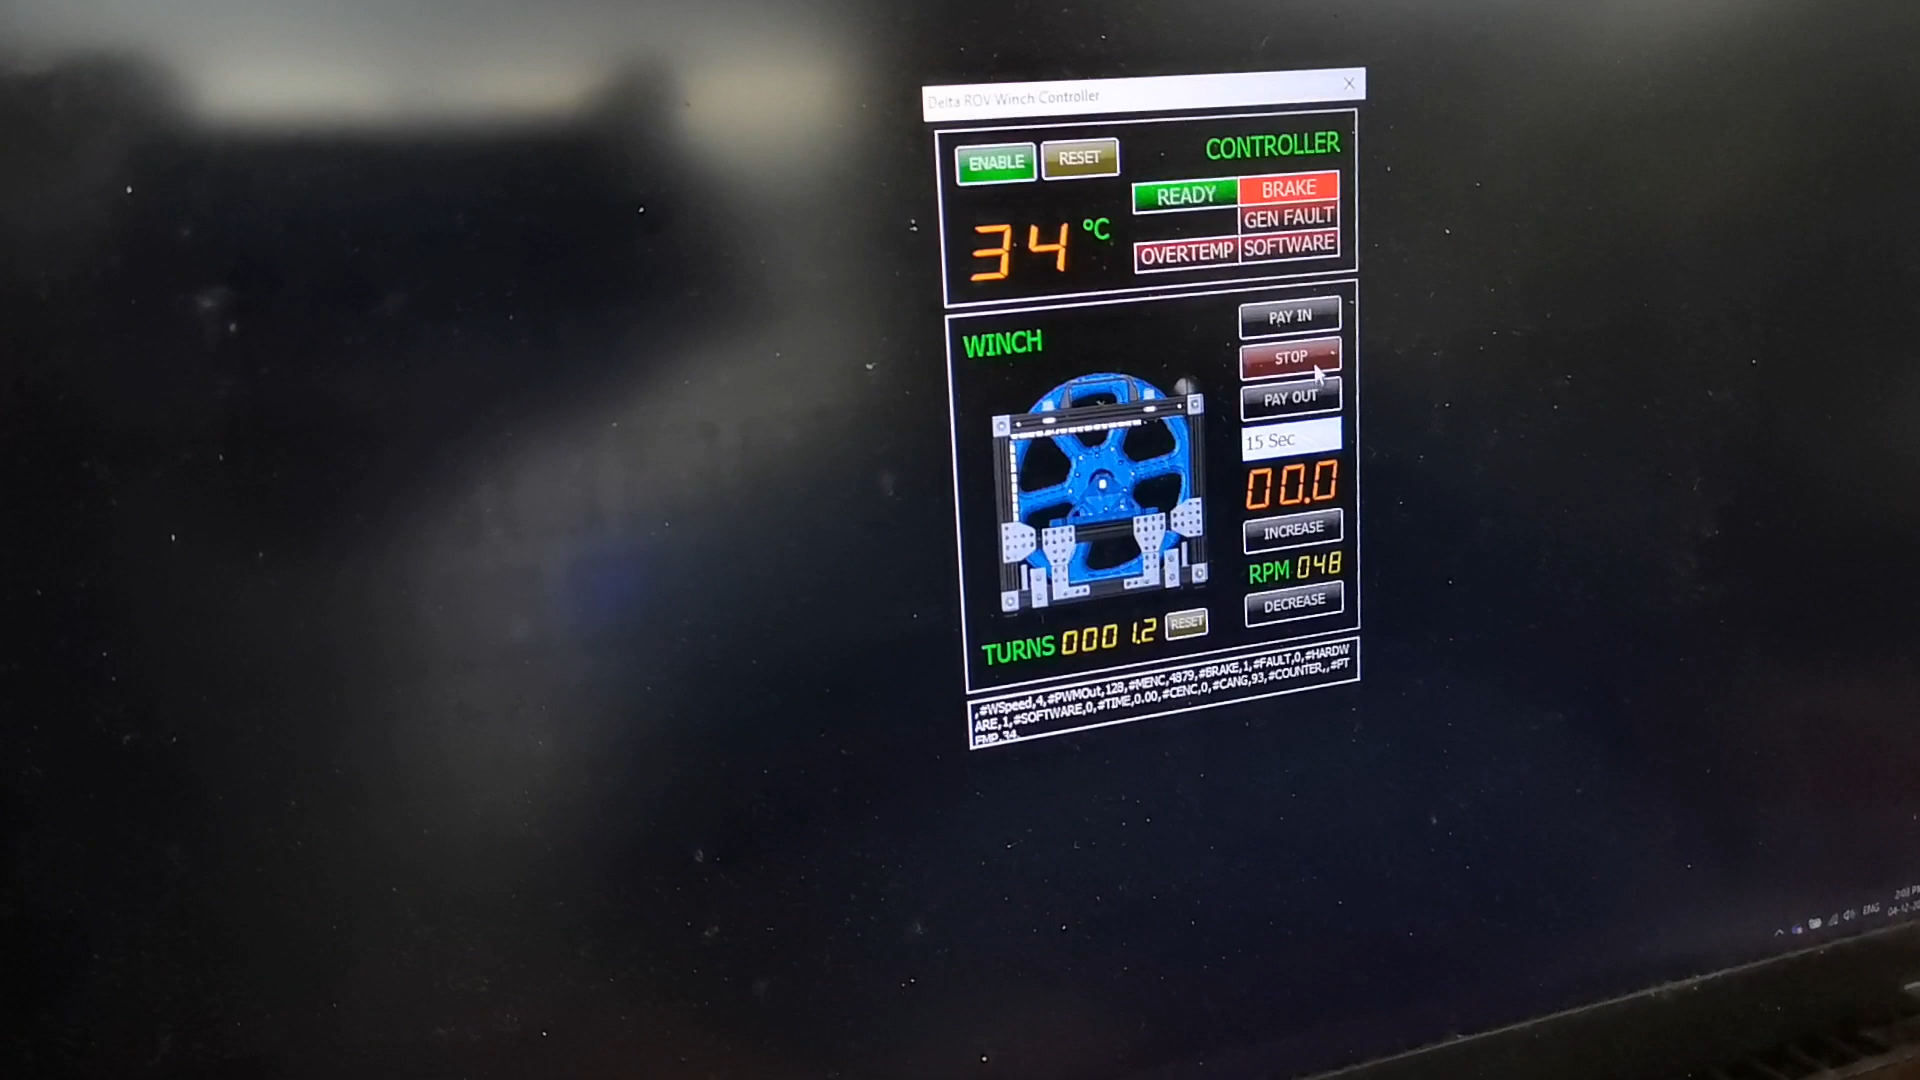 Delta ROV Winch Controller
ENABLE RESET CONTROLLER
READY BRAKE
GEN FAULT
OVERTEMP SOFTWARE
34 °C
WINCH
PAY IN
STOP
PAY OUT
15 Sec
00.0
INCREASE
RPM 048
DECREASE
TURNS 0001.2 RESET
,#WSpeed,4,#PWMOut,128,#MENC,4879,#BRAKE,1,#FAULT,0,#HARDW
ARE,1,#SOFTWARE,0,#TIME,0.00,#CENC,0,#CANG,93,#COUNTER,,#PT
EMP,34,
ENG